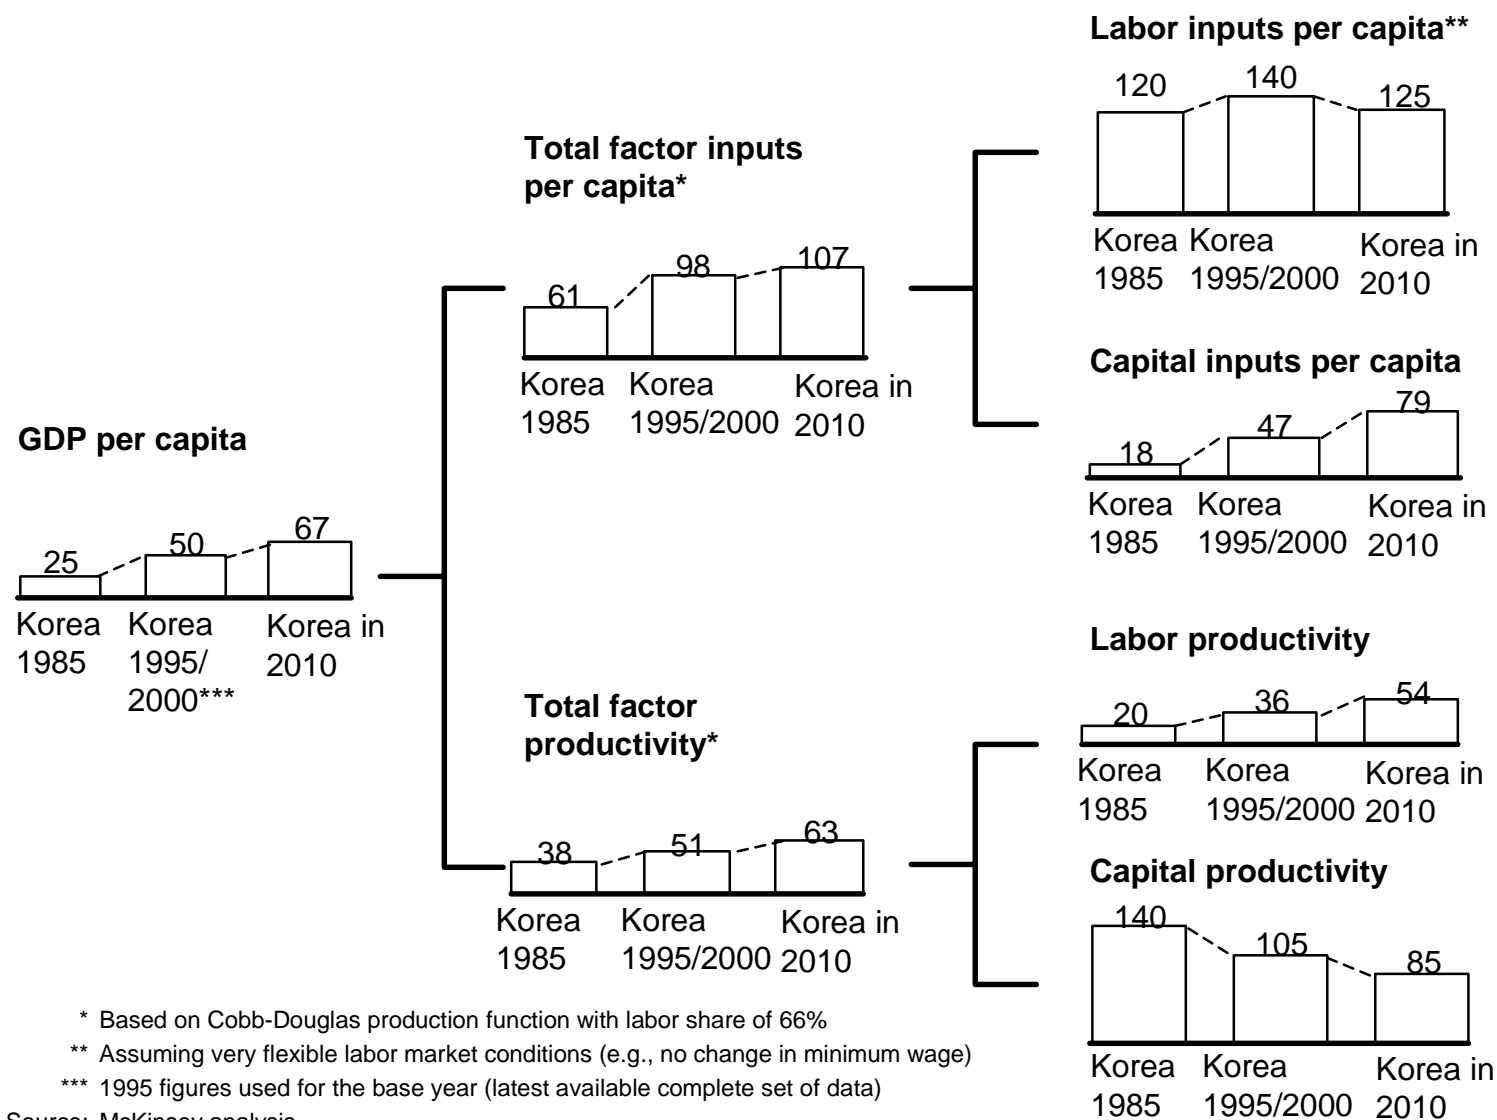 Labor inputs per capita**
120
140
125
Korea 1985
Korea 1995/2000
Korea in 2010
Total factor inputs
per capita*
61
98
107
Korea 1985
Korea 1995/2000
Korea in 2010
Capital inputs per capita
18
47
79
Korea 1985
Korea 1995/2000
Korea in 2010
GDP per capita
25
50
67
Korea 1985
Korea 1995/ 2000***
Korea in 2010
Labor productivity
20
36
54
Korea 1985
Korea 1995/2000
Korea in 2010
Total factor
productivity*
38
51
63
Korea 1985
Korea 1995/2000
Korea in 2010
Capital productivity
140
105
85
Korea 1985
Korea 1995/2000
Korea in 2010
* Based on Cobb-Douglas production function with labor share of 66%
** Assuming very flexible labor market conditions (e.g., no change in minimum wage)
*** 1995 figures used for the base year (latest available complete set of data)
Source: McKinsey analysis